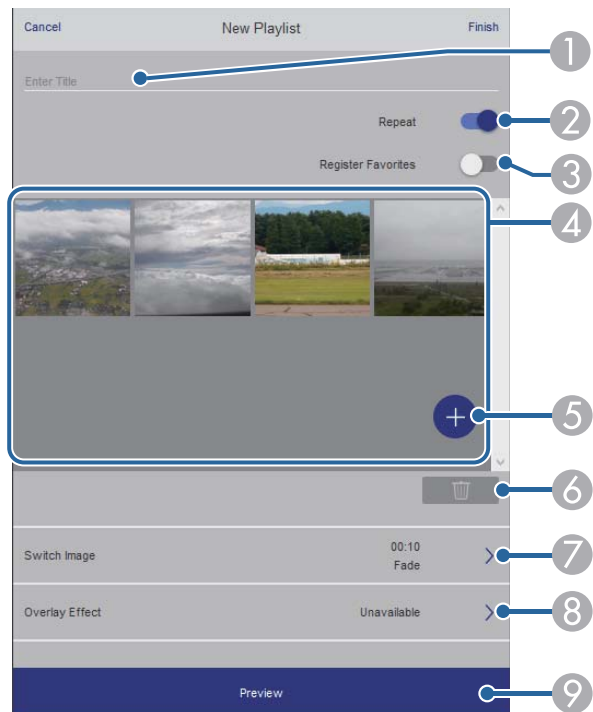 Cancel New Playlist Finish
1
Enter Title
Repeat 2
Register Favorites 3
4
5
6
Switch Image 00:10 7
Fade
Overlay Effect Unavailable 8
Preview 9